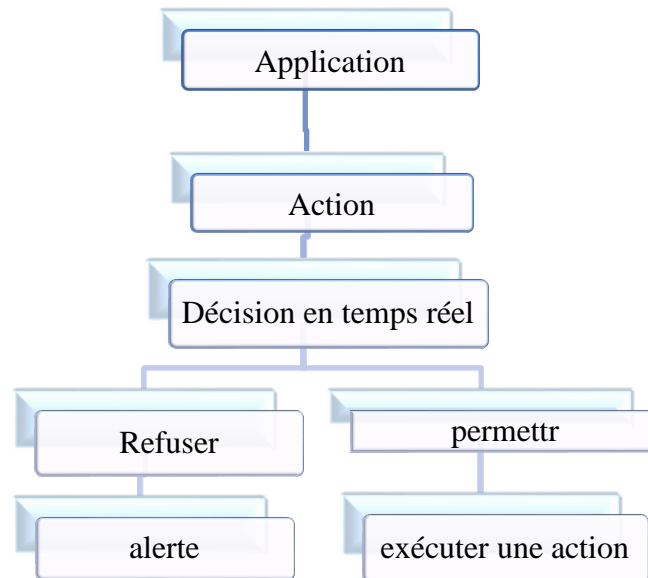 Application
Action
Décision en temps réel
Refuser
permettr
alerte
exécuter une action